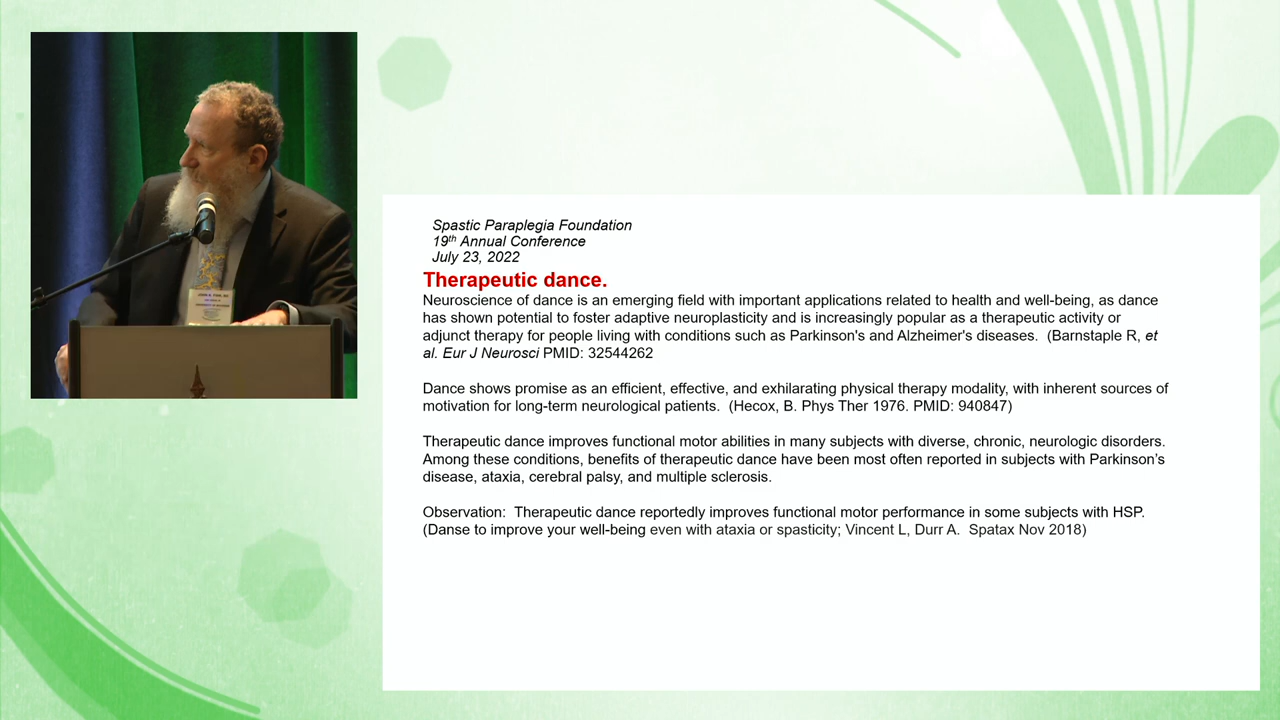 Spastic Paraplegia Foundation
19th Annual Conference
July 23, 2022
Therapeutic dance.
Neuroscience of dance is an emerging field with important applications related to health and well-being, as dance
has shown potential to foster adaptive neuroplasticity and is increasingly popular as a therapeutic activity or
adjunct therapy for people living with conditions such as Parkinson's and Alzheimer's diseases.  (Barnstaple R, et
al. Eur J Neurosci PMID: 32544262
Dance shows promise as an efficient, effective, and exhilarating physical therapy modality, with inherent sources of
motivation for long-term neurological patients.  (Hecox, B. Phys Ther 1976. PMID: 940847)
Therapeutic dance improves functional motor abilities in many subjects with diverse, chronic, neurologic disorders.
Among these conditions, benefits of therapeutic dance have been most often reported in subjects with Parkinson’s
disease, ataxia, cerebral palsy, and multiple sclerosis.
Observation:  Therapeutic dance reportedly improves functional motor performance in some subjects with HSP.
(Danse to improve your well-being even with ataxia or spasticity; Vincent L, Durr A.  Spatax Nov 2018)